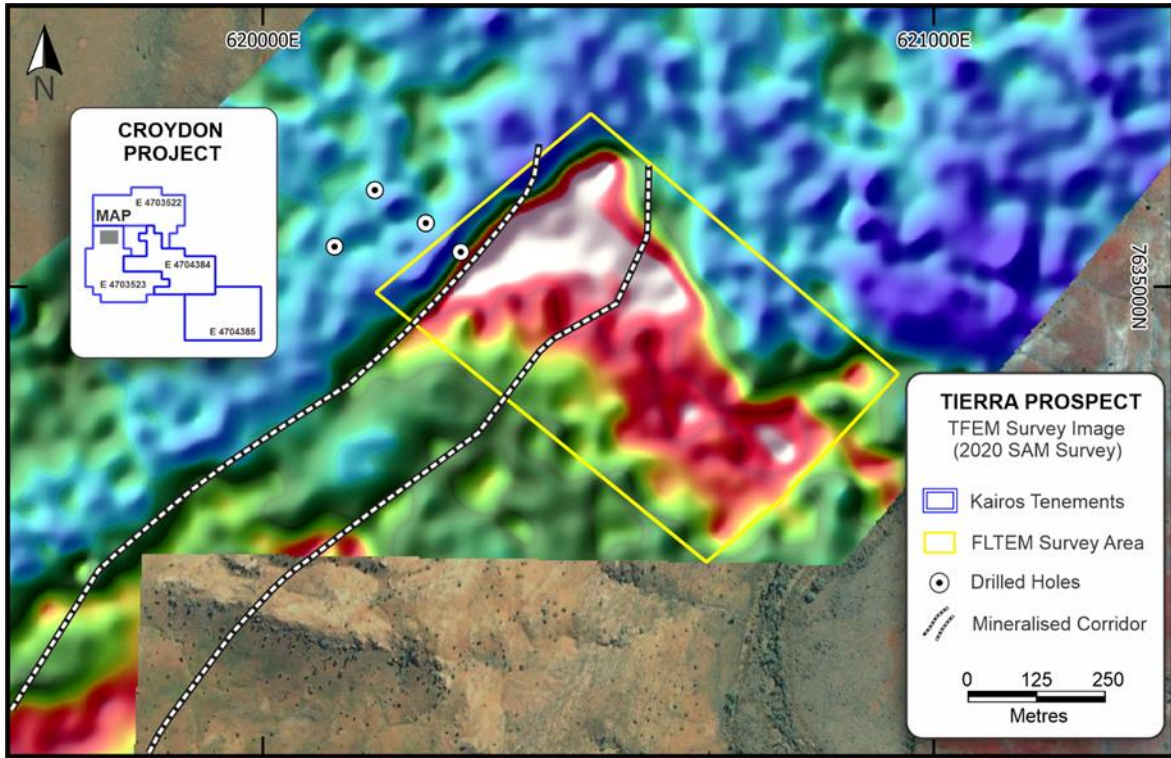 620000E
621000E
N
CROYDON
PROJECT
E 4703522
MAP
E 4704384
E 4703523
E 4704385
7635000N
TIERRA PROSPECT
TFEM Survey Image
(2020 SAM Survey)
Kairos Tenements
FLTEM Survey Area
Drilled Holes
Mineralised Corridor
0 125 250
Metres